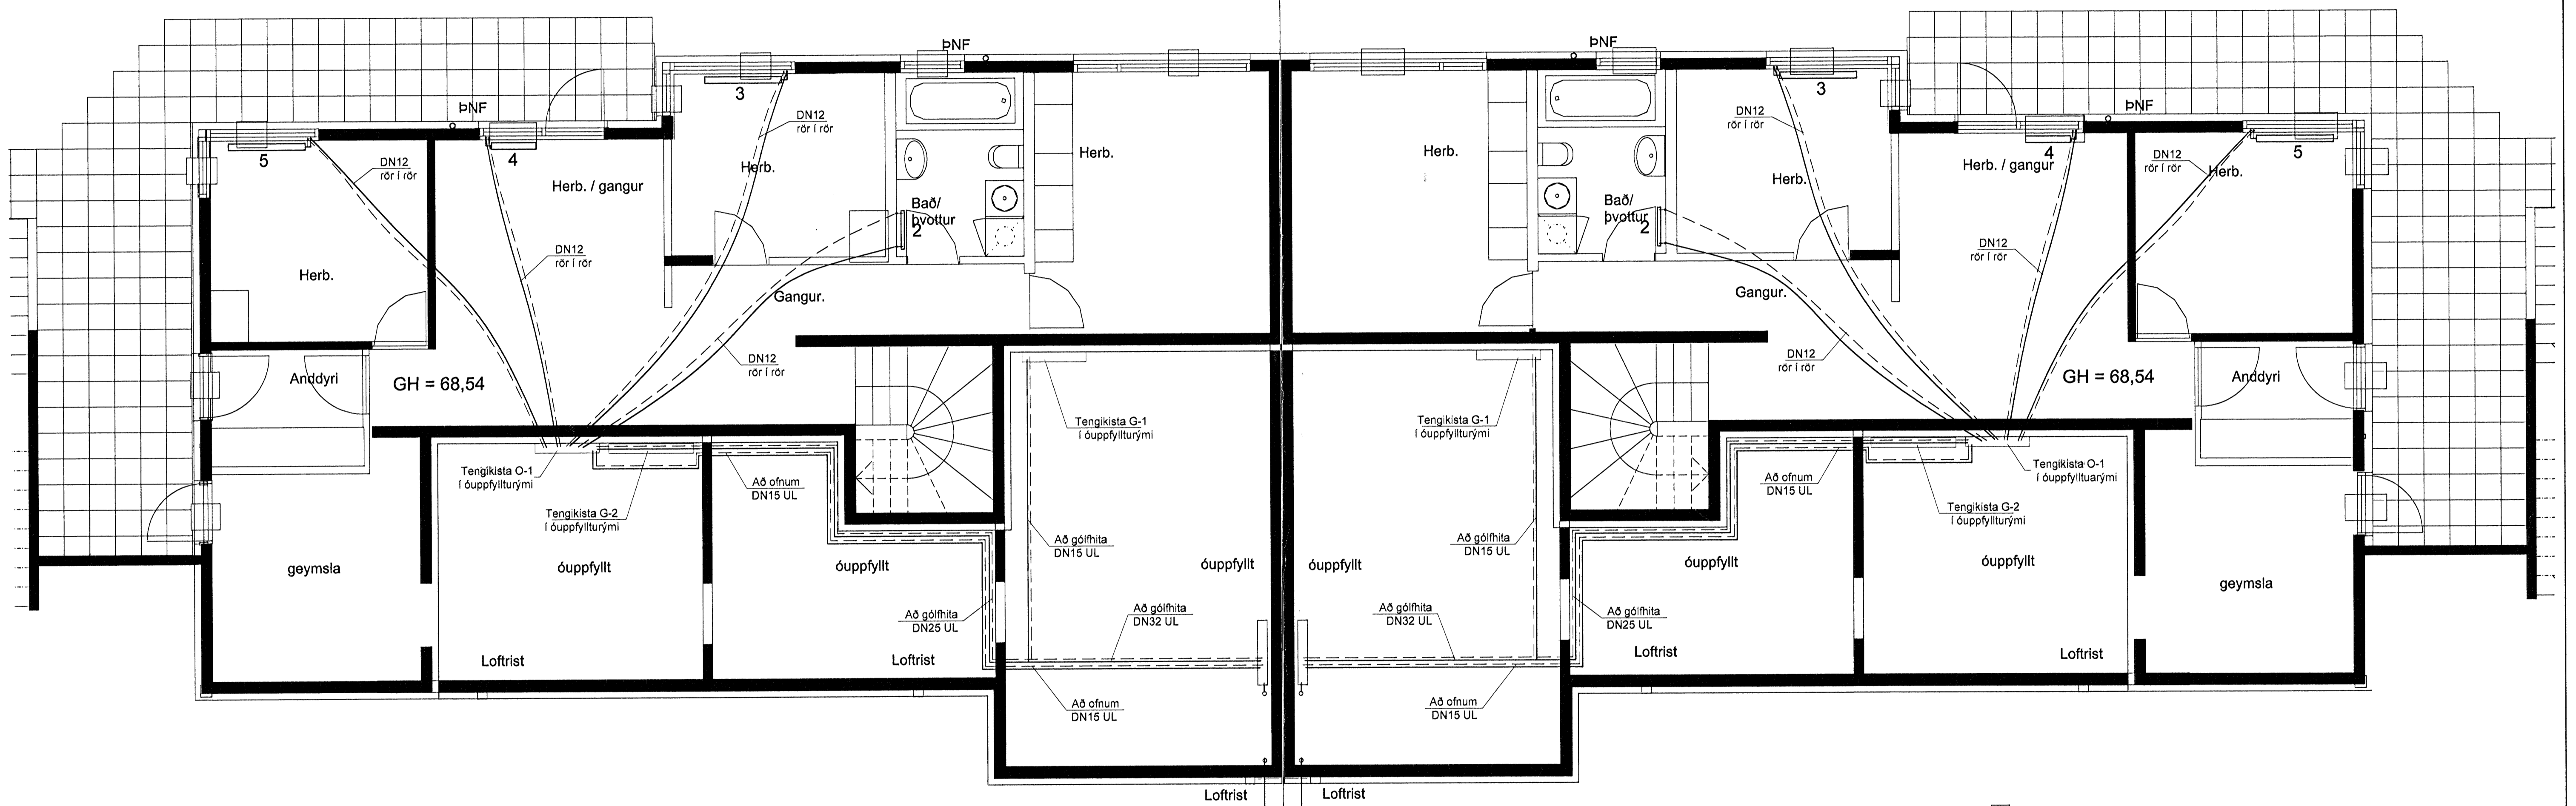 ÞNF
ÞNF
3
3
ÞNF
ÞNF
DN12
rör í rör
DN12
rör í rör
5
4
DN12
rör í rör
Herb.
Herb. / gangur
Herb.
Herb.
Herb.
4
Herb. / gangur
DN12
rör í rör
5
Herb.
Bað/
þvottur
2
Bað/
þvottur
2
Herb.
DN12
rör í rör
DN12
rör í rör
Herb.
Gangur.
Gangur.
DN12
rör í rör
DN12
rör í rör
Anddyri
GH = 68,54
GH = 68,54
Anddyri
Tengikista G-1
í óuppfyllturými
Tengikista G-1
í óuppfyllturými
Tengikista O-1
í óuppfyllturými
Að ofnum
DN15 UL
Að ofnum
DN15 UL
Tengikista O-1
í óuppfylltuarými
Tengikista G-2
í óuppfyllturými
Tengikista G-2
í óuppfyllturými
Að gólfhita
DN15 UL
Að gólfhita
DN15 UL
geymsla
óuppfyllt
óuppfyllt
óuppfyllt
óuppfyllt
óuppfyllt
óuppfyllt
geymsla
Að gólfhita
DN25 UL
Að gólfhita
DN32 UL
Að gólfhita
DN32 UL
Að gólfhita
DN25 UL
Loftrist
Loftrist
Loftrist
Loftrist
Að ofnum
DN15 UL
Að ofnum
DN15 UL
Loftrist
Loftrist